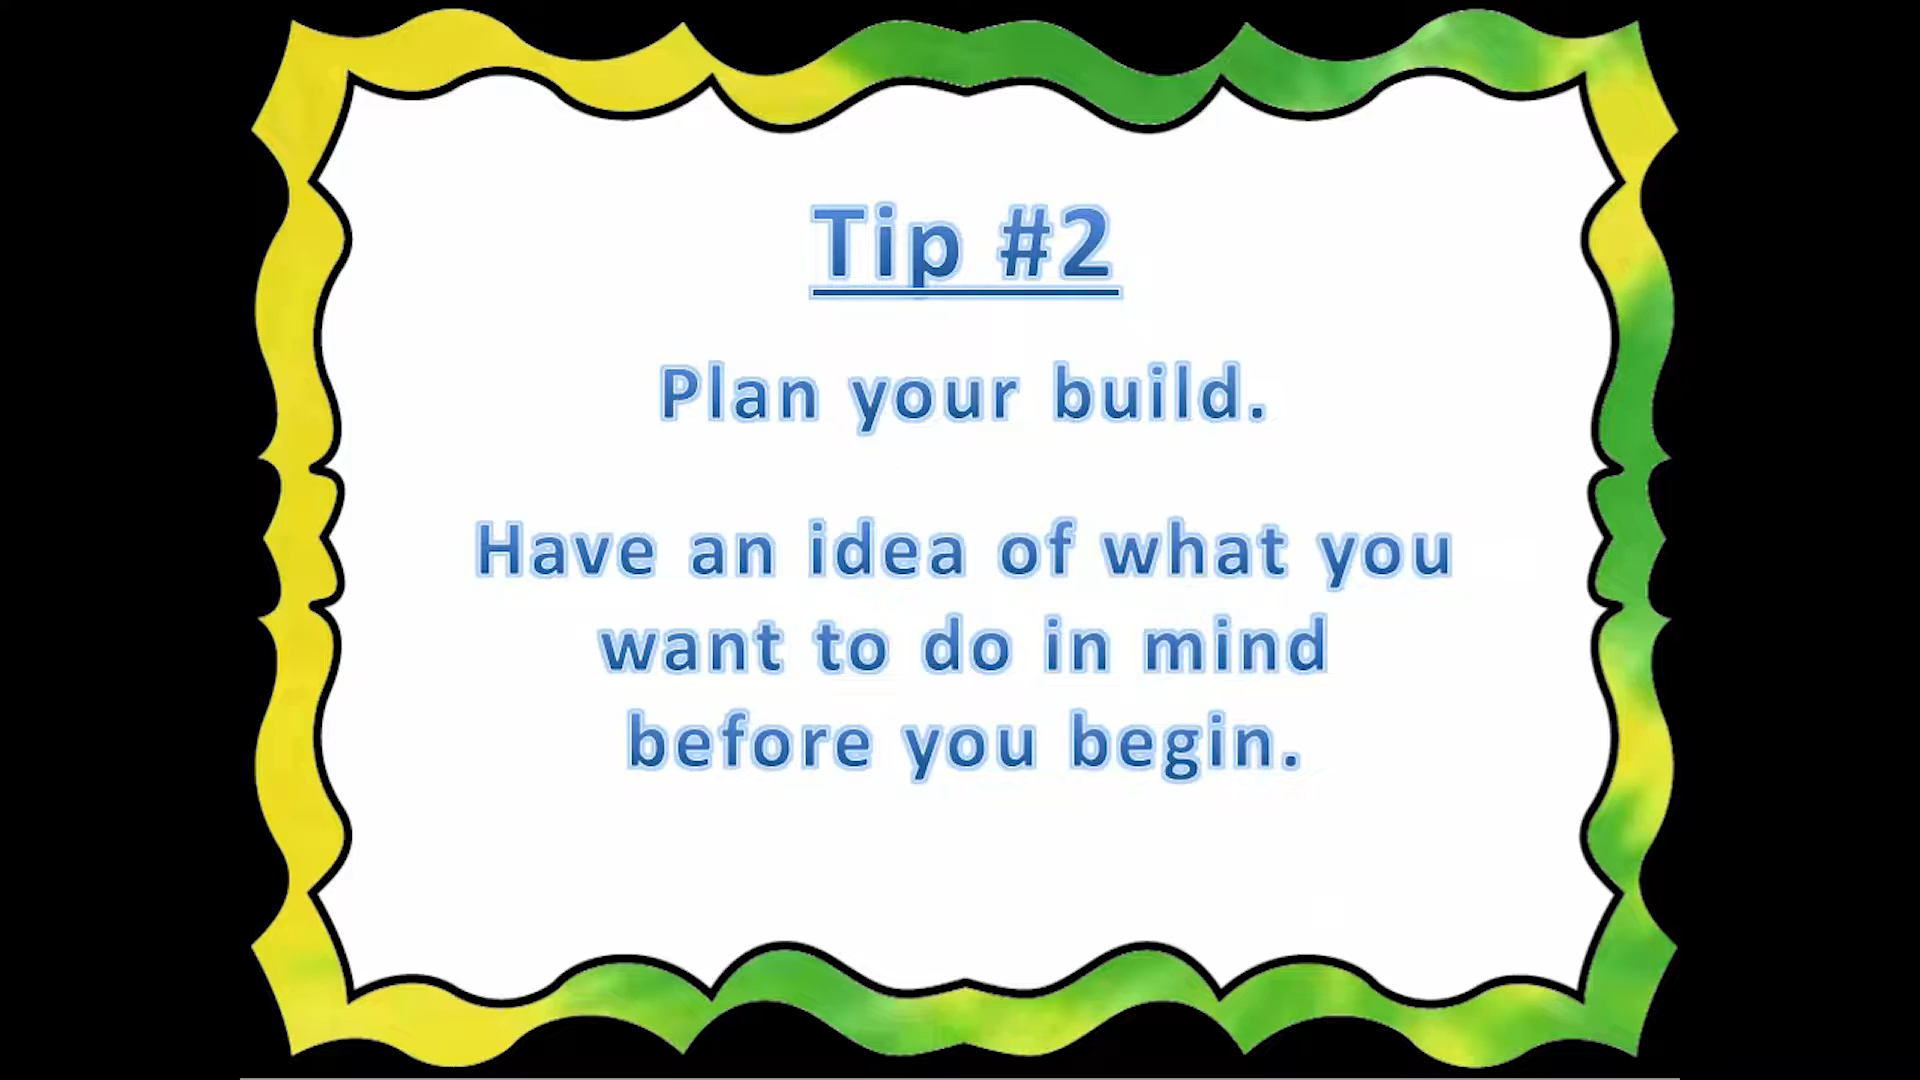 Tip #2
Plan your build.
Have an idea of what you
want to do in mind
before you begin.